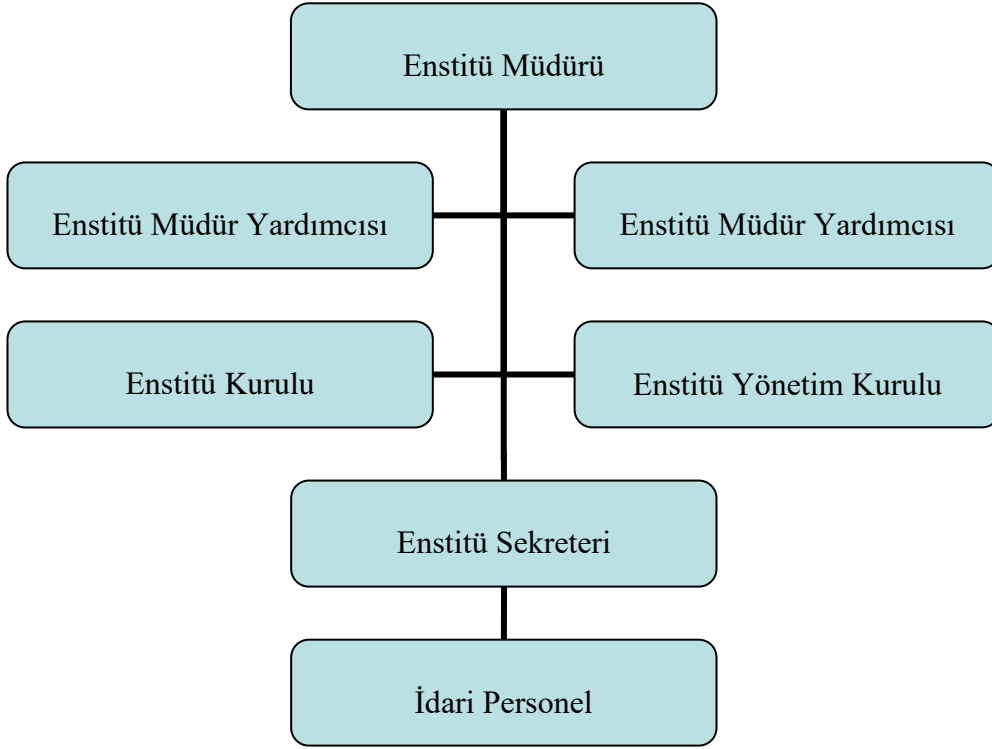 Enstitü Müdürü
Enstitü Müdür Yardımcısı
Enstitü Müdür Yardımcısı
Enstitü Kurulu
Enstitü Yönetim Kurulu
Enstitü Sekreteri
İdari Personel